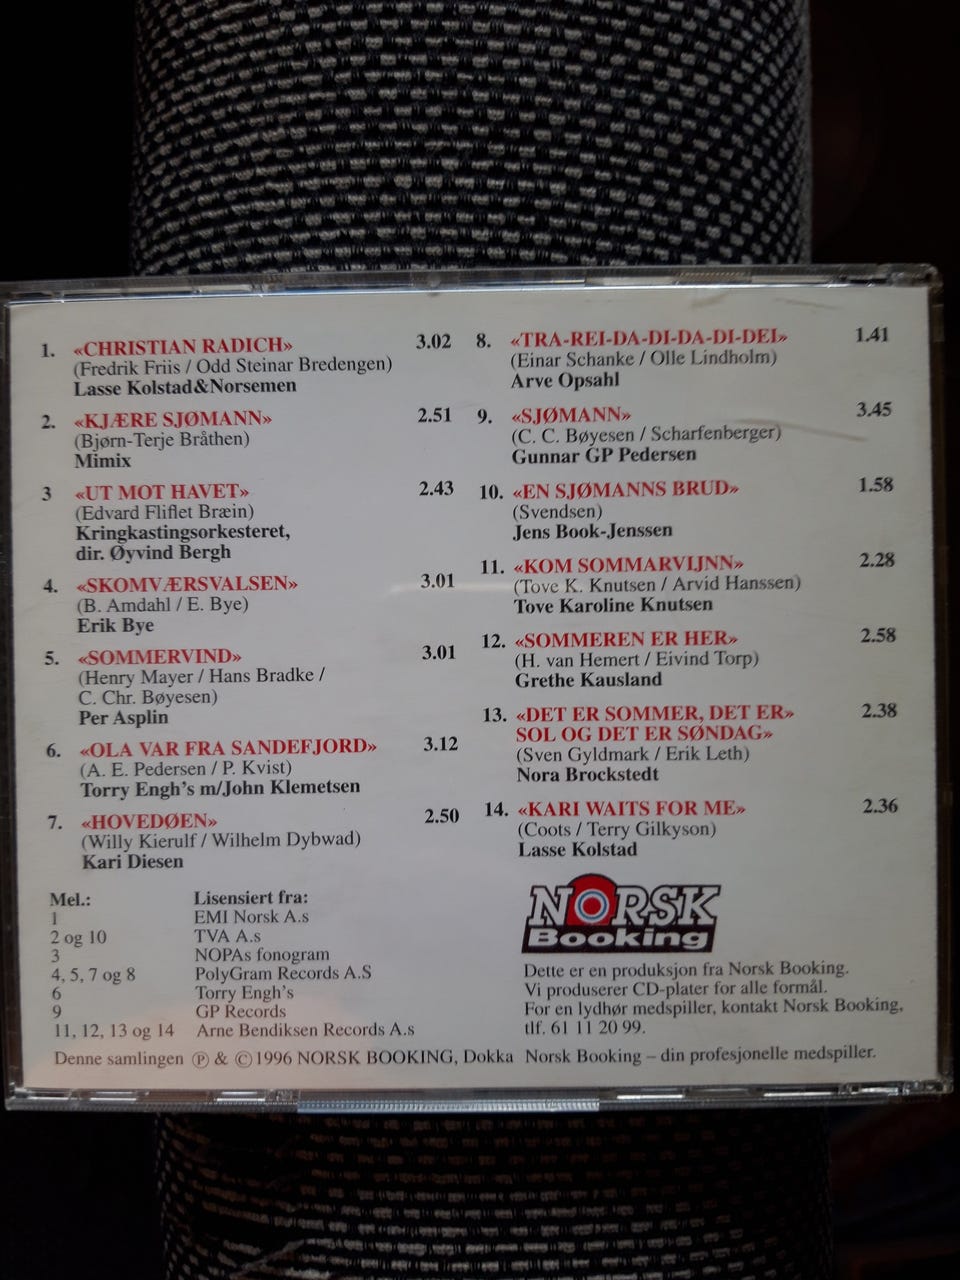 1. «CHRISTIAN RADICH» 3.02
(Fredrik Friis / Odd Steinar Bredengen)
Lasse Kolstad&Norsemen
2. «KJÆRE SJØMANN» 2.51
(Bjørn-Terje Bråthen)
Mimix
3 «UT MOT HAVET» 2.43
(Edvard Fliflet Bræin)
Kringkastingsorkesteret,
dir. Øyvind Bergh
4. «SKOMVÆRSVALSEN» 3.01
(B. Amdahl / E. Bye)
Erik Bye
5. «SOMMERVIND» 3.01
(Henry Mayer / Hans Bradke /
C. Chr. Bøyesen)
Per Asplin
6. «OLA VAR FRA SANDEFJORD» 3.12
(A. E. Pedersen / P. Kvist)
Torry Engh's m/John Klemetsen
7. «HOVEDØEN» 2.50
(Willy Kierulf / Wilhelm Dybwad)
Kari Diesen
8. «TRA-REI-DA-DI-DA-DI-DEI» 1.41
(Einar Schanke / Olle Lindholm)
Arve Opsahl
9. «SJØMANN» 3.45
(C. C. Bøyesen / Scharfenberger)
Gunnar GP Pedersen
10. «EN SJØMANNS BRUD» 1.58
(Svendsen)
Jens Book-Jenssen
11. «KOM SOMMARVIJNN» 2.28
(Tove K. Knutsen / Arvid Hanssen)
Tove Karoline Knutsen
12. «SOMMEREN ER HER» 2.58
(H. van Hemert / Eivind Torp)
Grethe Kausland
13. «DET ER SOMMER, DET ER» 2.38
SOL OG DET ER SØNDAG»
(Sven Gyldmark / Erik Leth)
Nora Brockstedt
14. «KARI WAITS FOR ME» 2.36
(Coots / Terry Gilkyson)
Lasse Kolstad
Mel.: Lisensiert fra:
1 EMI Norsk A.s
2 og 10 TVA A.s
3 NOPAs fonogram
4, 5, 7 og 8 PolyGram Records A.S
6 Torry Engh's
9 GP Records
11, 12, 13 og 14 Arne Bendiksen Records A.s
NORSK
Booking
Dette er en produksjon fra Norsk Booking.
Vi produserer CD-plater for alle formål.
For en lydhør medspiller, kontakt Norsk Booking,
tlf. 61 11 20 99.
Denne samlingen Ⓟ & © 1996 NORSK BOOKING, Dokka Norsk Booking – din profesjonelle medspiller.